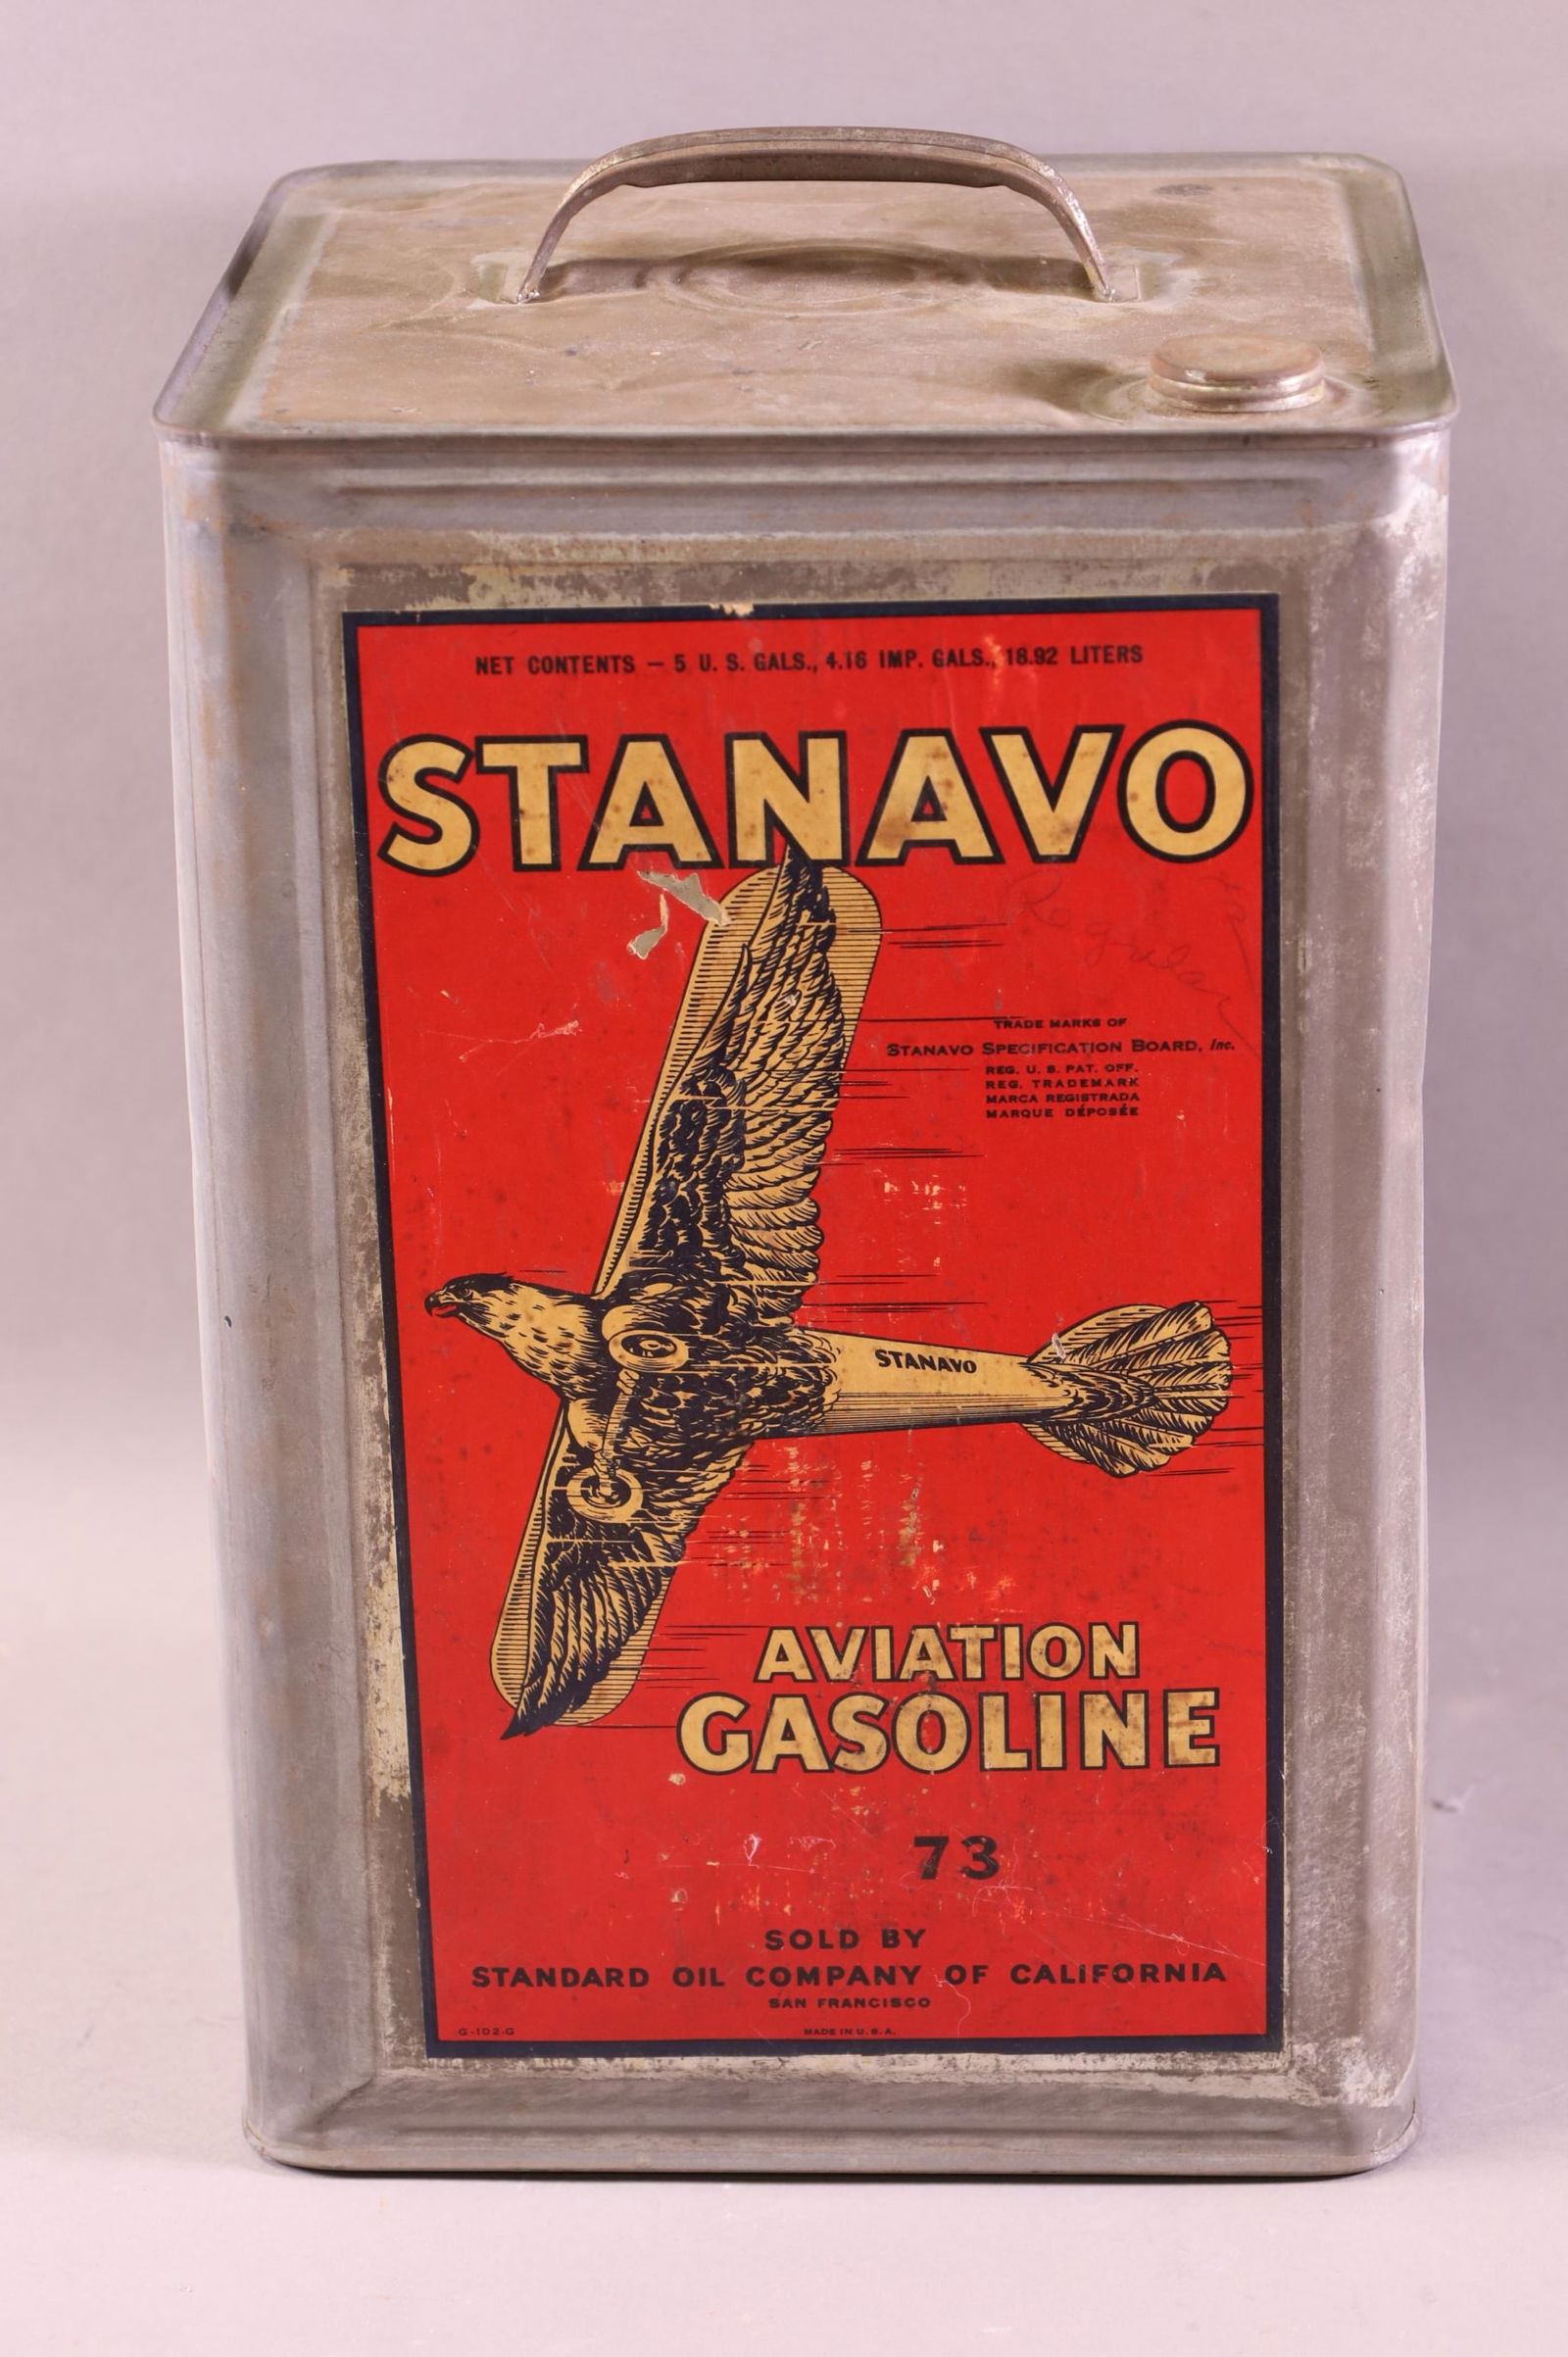 NET CONTENTS — 5 U. S. GALS., 4.16 IMP. GALS., 18.92 LITERS
STANAVO
Regular
TRADE MARKS OF
STANAVO SPECIFICATION BOARD, Inc.
REG. U. S. PAT. OFF.
REG. TRADEMARK
MARCA REGISTRADA
MARQUE DÉPOSÉE
STANAVO
AVIATION
GASOLINE
73
SOLD BY
STANDARD OIL COMPANY OF CALIFORNIA
SAN FRANCISCO
G-102-G
MADE IN U. S. A.